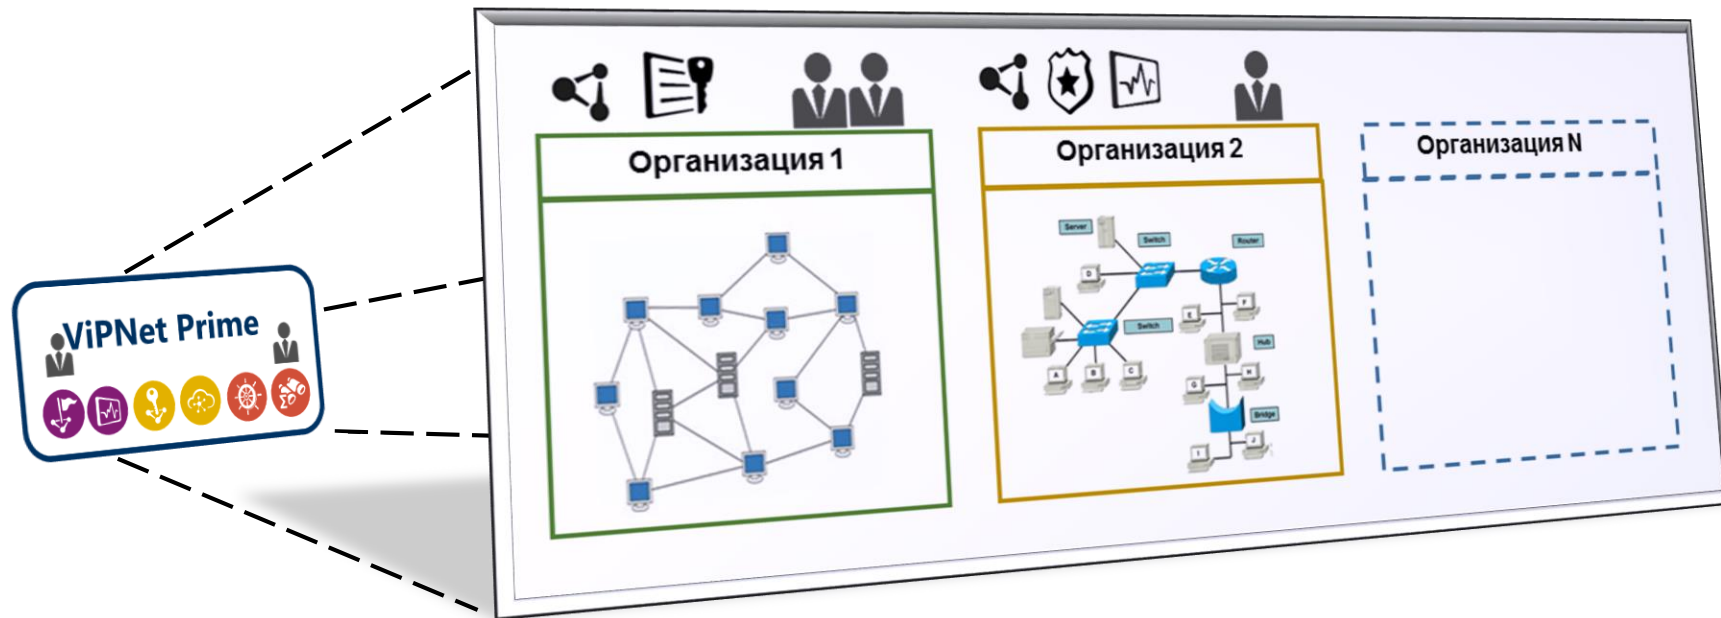 ViPNet Prime
Организация 1
Организация 2
Организация N
Server
Switch
Router
D
F
E
Switch
Hub
A
B
C
H
G
Bridge
J
I